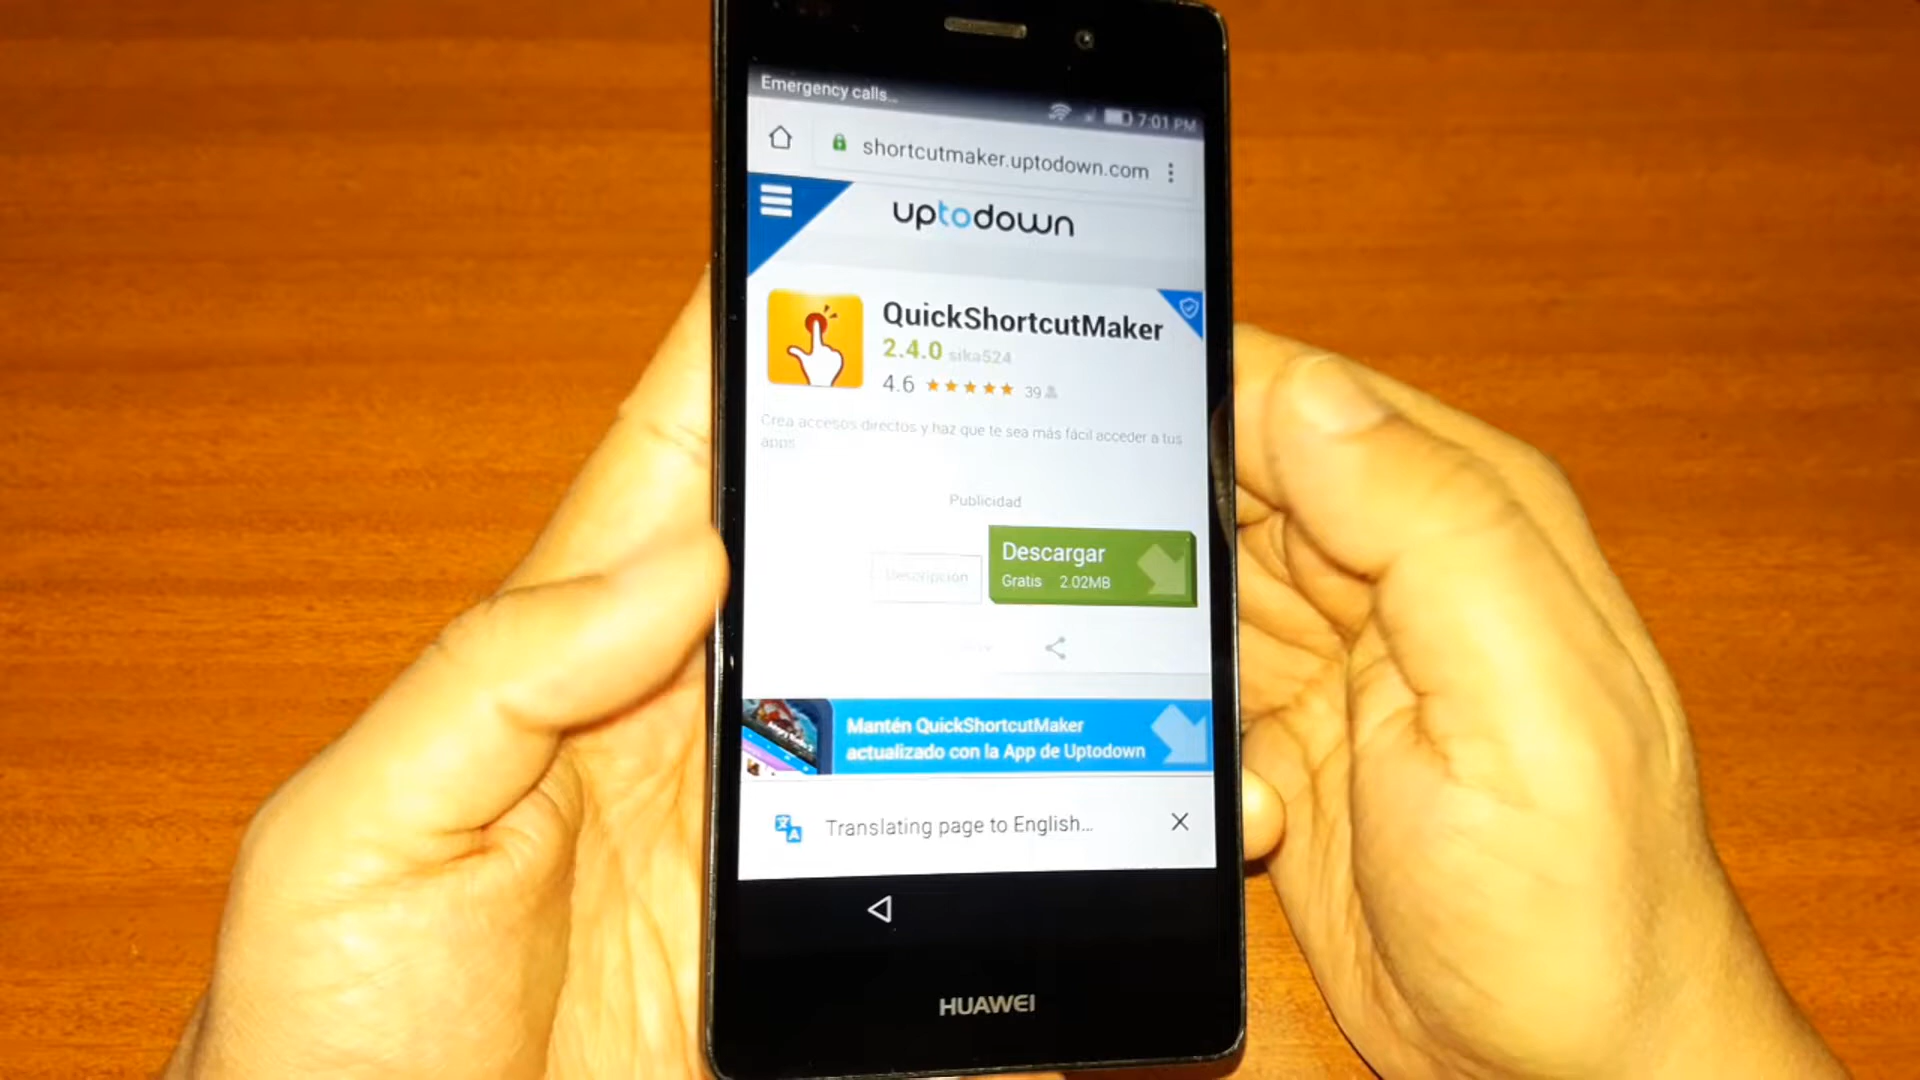 Emergency calls...
7:01 PM
shortcutmaker.uptodown.com
uptodown
QuickShortcutMaker
2.4.0 sika524
4.6 39
Crea accesos directos y haz que te sea más fácil acceder a tus
apps
Publicidad
Descripción
Descargar
Gratis 2.02MB
Mantén QuickShortcutMaker
actualizado con la App de Uptodown
Translating page to English...
HUAWEI